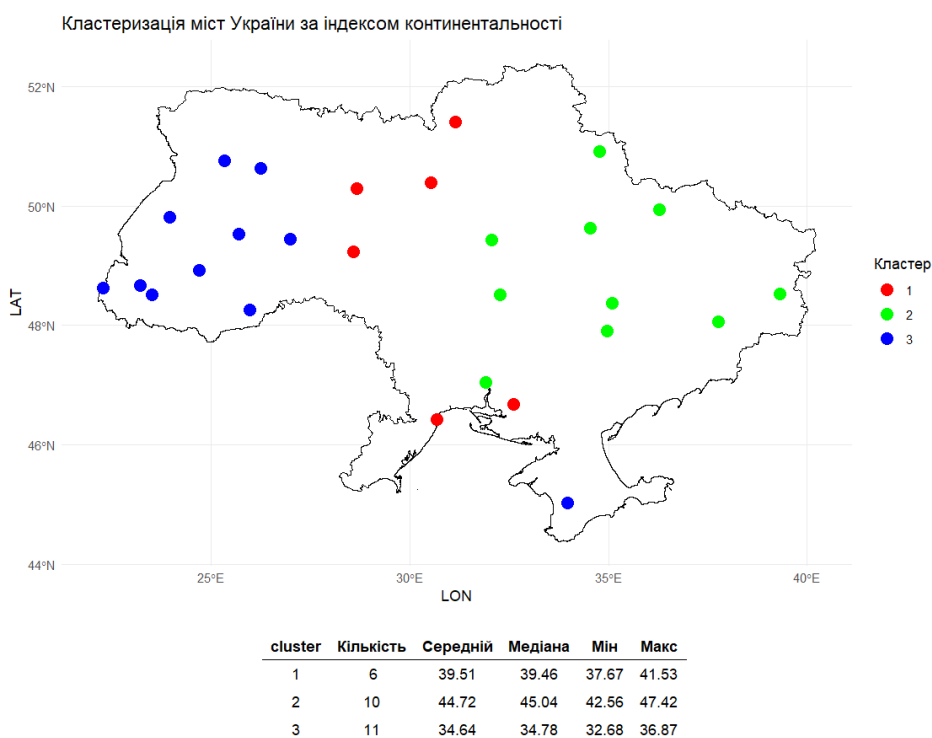 Кластеризація міст України за індексом континентальності
52°N
50°N
48°N
46°N
44°N
LAT
25°E 30°E 35°E 40°E
LON
Кластер
1
2
3
cluster Кількість Середній Медіана Мін Макс
1 6 39.51 39.46 37.67 41.53
2 10 44.72 45.04 42.56 47.42
3 11 34.64 34.78 32.68 36.87